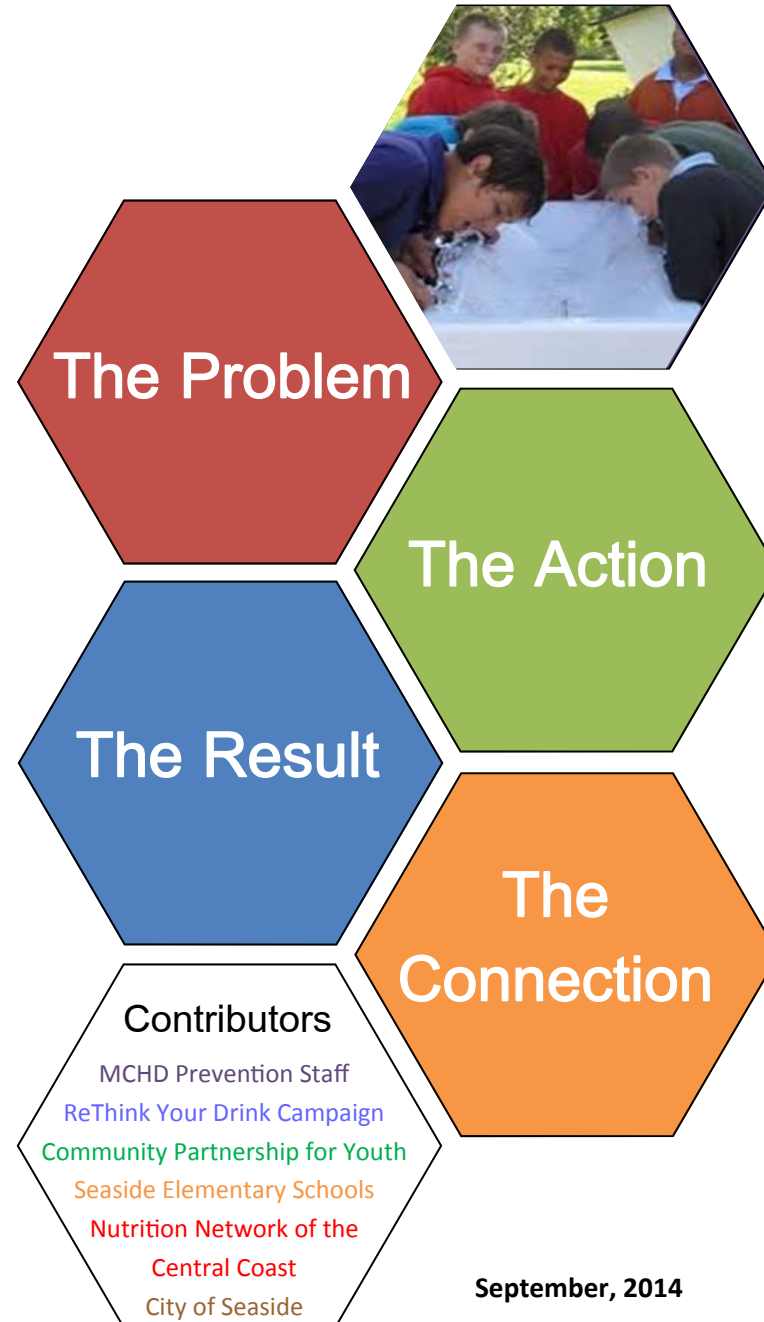 The Problem
The Action
The Result
The
Connection
Contributors
MCHD Prevention Staff
ReThink Your Drink Campaign
Community Partnership for Youth
Seaside Elementary Schools
Nutrition Network of the
Central Coast
City of Seaside
September, 2014